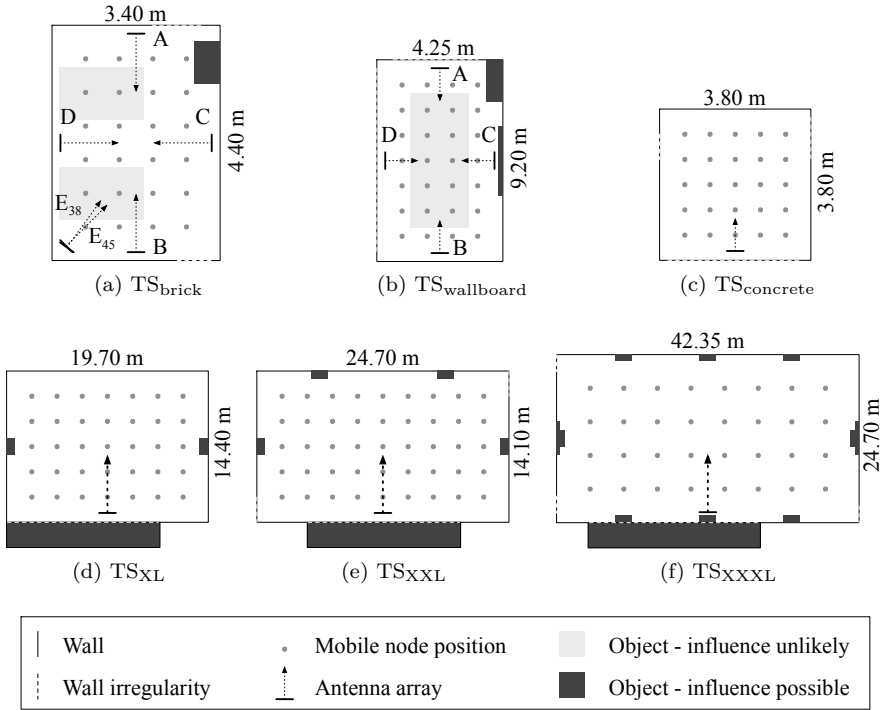 3.40 m
A
D
C
4.40 m
E38
E45
B
(a) TSbrick
4.25 m
A
D
C
9.20 m
B
(b) TSwallboard
3.80 m
3.80 m
(c) TSconcrete
19.70 m
14.40 m
(d) TSXL
24.70 m
14.10 m
(e) TSXXL
42.35 m
24.70 m
(f) TSXXXL
Wall
Mobile node position
Object - influence unlikely
Wall irregularity
Antenna array
Object - influence possible